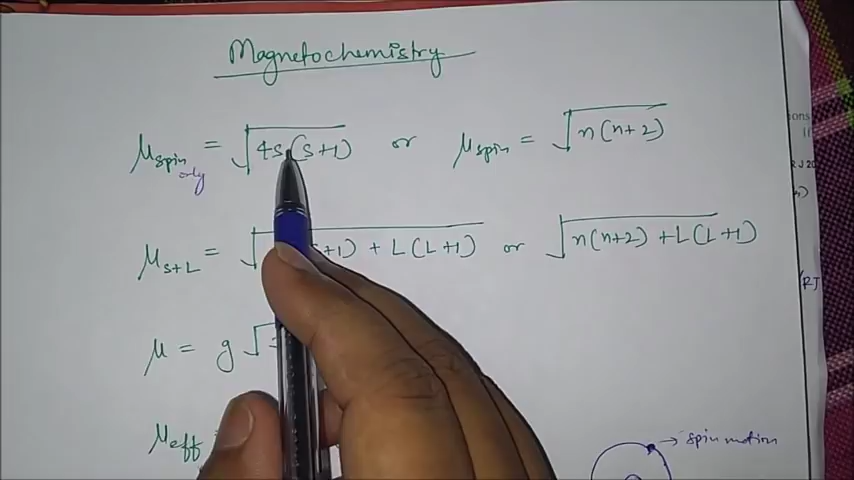 Magnetochemistry
μspin only = √4s(s+1) or μspin = √n(n+2)
μs+L = √ s+1) + L(L+1) or √n(n+2) + L(L+1)
μ = g √
μeff
→ spin motion